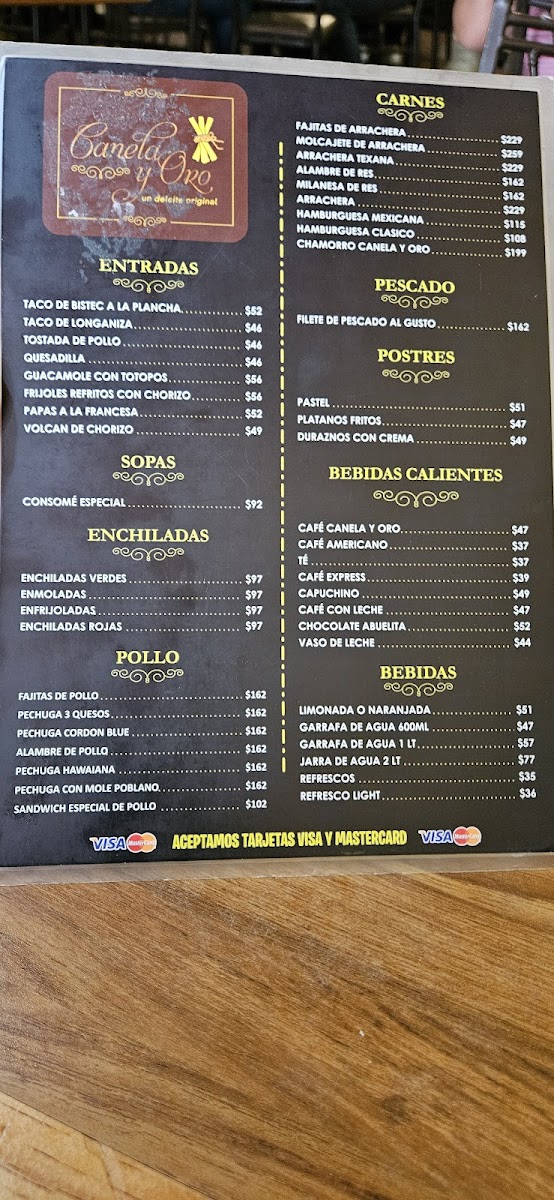 Canela
y Oro
un deleite original
ENTRADAS
TACO DE BISTEC A LA PLANCHA $52
TACO DE LONGANIZA $46
TOSTADA DE POLLO $46
QUESADILLA $46
GUACAMOLE CON TOTOPOS $56
FRIJOLES REFRITOS CON CHORIZO $56
PAPAS A LA FRANCESA $52
VOLCAN DE CHORIZO $49
SOPAS
CONSOMÉ ESPECIAL $92
ENCHILADAS
ENCHILADAS VERDES $97
ENMOLADAS $97
ENFRIJOLADAS $97
ENCHILADAS ROJAS $97
POLLO
FAJITAS DE POLLO $162
PECHUGA 3 QUESOS $162
PECHUGA CORDON BLUE $162
ALAMBRE DE POLLO $162
PECHUGA HAWAIANA $162
PECHUGA CON MOLE POBLANO $162
SANDWICH ESPECIAL DE POLLO $102
CARNES
FAJITAS DE ARRACHERA $229
MOLCAJETE DE ARRACHERA $259
ARRACHERA TEXANA $229
ALAMBRE DE RES $162
MILANESA DE RES $162
ARRACHERA $229
HAMBURGUESA MEXICANA $115
HAMBURGUESA CLASICO $108
CHAMORRO CANELA Y ORO $199
PESCADO
FILETE DE PESCADO AL GUSTO $162
POSTRES
PASTEL $51
PLATANOS FRITOS $47
DURAZNOS CON CREMA $49
BEBIDAS CALIENTES
CAFÉ CANELA Y ORO $47
CAFÉ AMERICANO $37
TÉ $37
CAFÉ EXPRESS $39
CAPUCHINO $49
CAFÉ CON LECHE $47
CHOCOLATE ABUELITA $52
VASO DE LECHE $44
BEBIDAS
LIMONADA O NARANJADA $51
GARRAFA DE AGUA 600ML $47
GARRAFA DE AGUA 1 LT $57
JARRA DE AGUA 2 LT $77
REFRESCOS $35
REFRESCO LIGHT $36
VISA MasterCard ACEPTAMOS TARJETAS VISA Y MASTERCARD VISA MasterCard